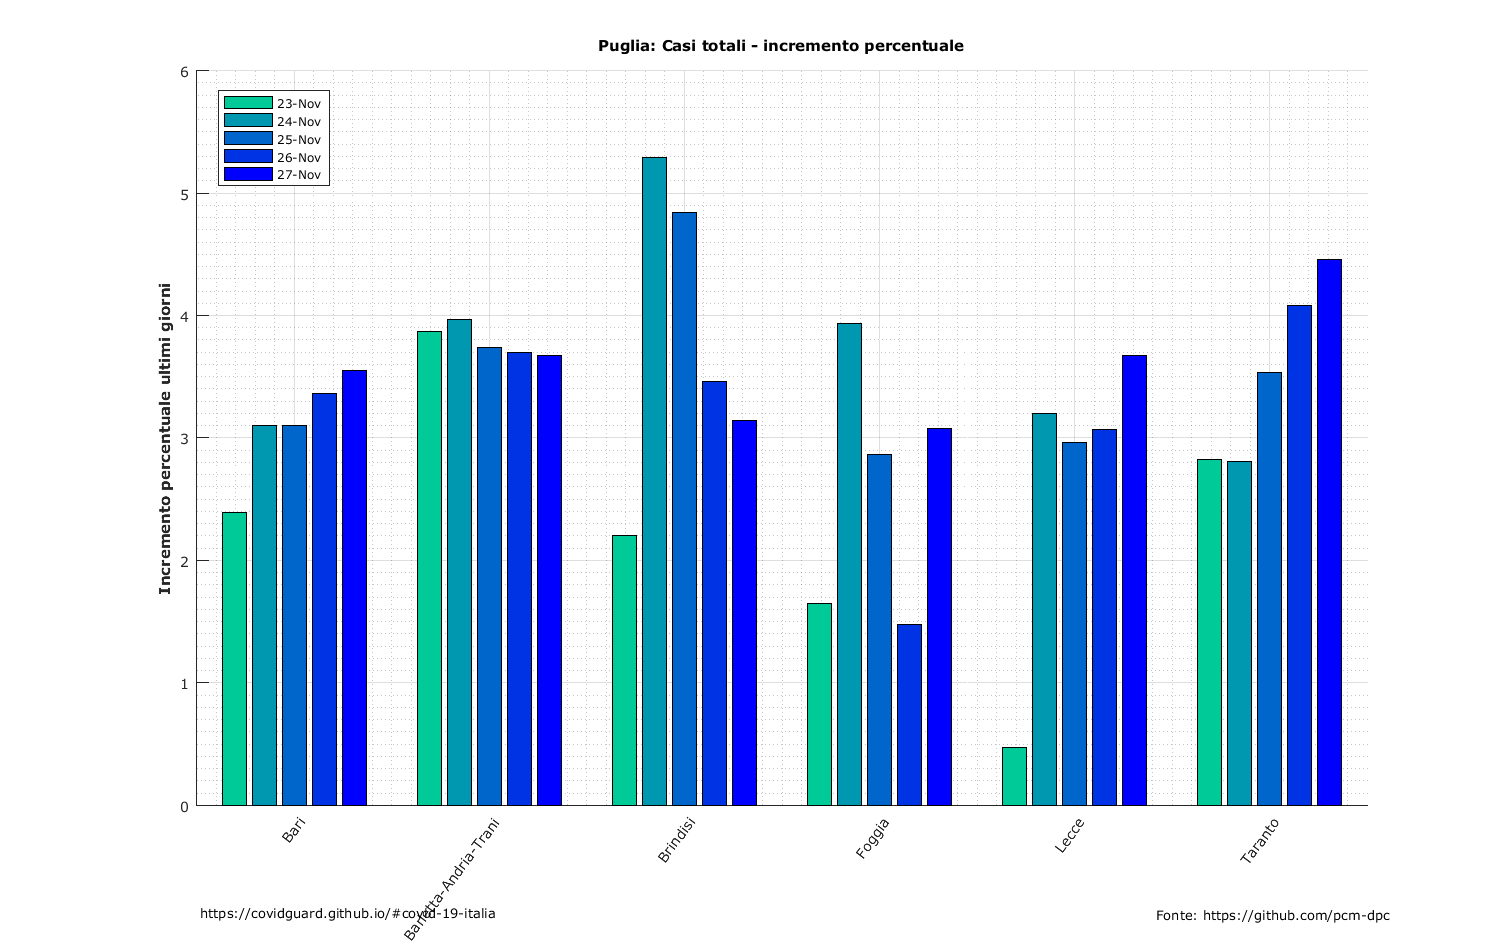 Puglia: Casi totali - incremento percentuale
Incremento percentuale ultimi giorni
6
5
4
3
2
1
0
23-Nov
24-Nov
25-Nov
26-Nov
27-Nov
Bari
Barletta-Andria-Trani
Brindisi
Foggia
Lecce
Taranto
https://covidguard.github.io/#covid-19-italia
Fonte: https://github.com/pcm-dpc